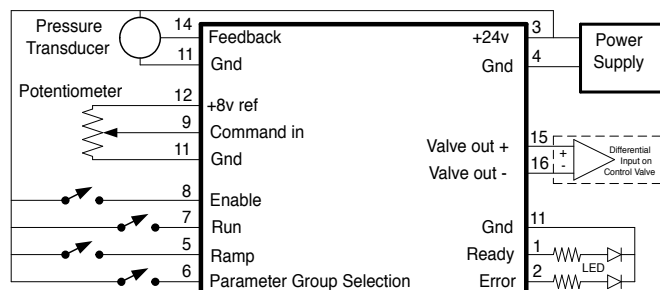 Pressure
Transducer
14
Feedback
11
Gnd
Potentiometer
12
+8v ref
9
Command in
11
Gnd
8
Enable
7
Run
5
Ramp
6
Parameter Group Selection
+24v
3
Gnd
4
Power
Supply
Valve out +
15
Valve out -
16
+
-
Differential
Input on
Control Valve
Gnd
11
Ready
1
Error
2
LED